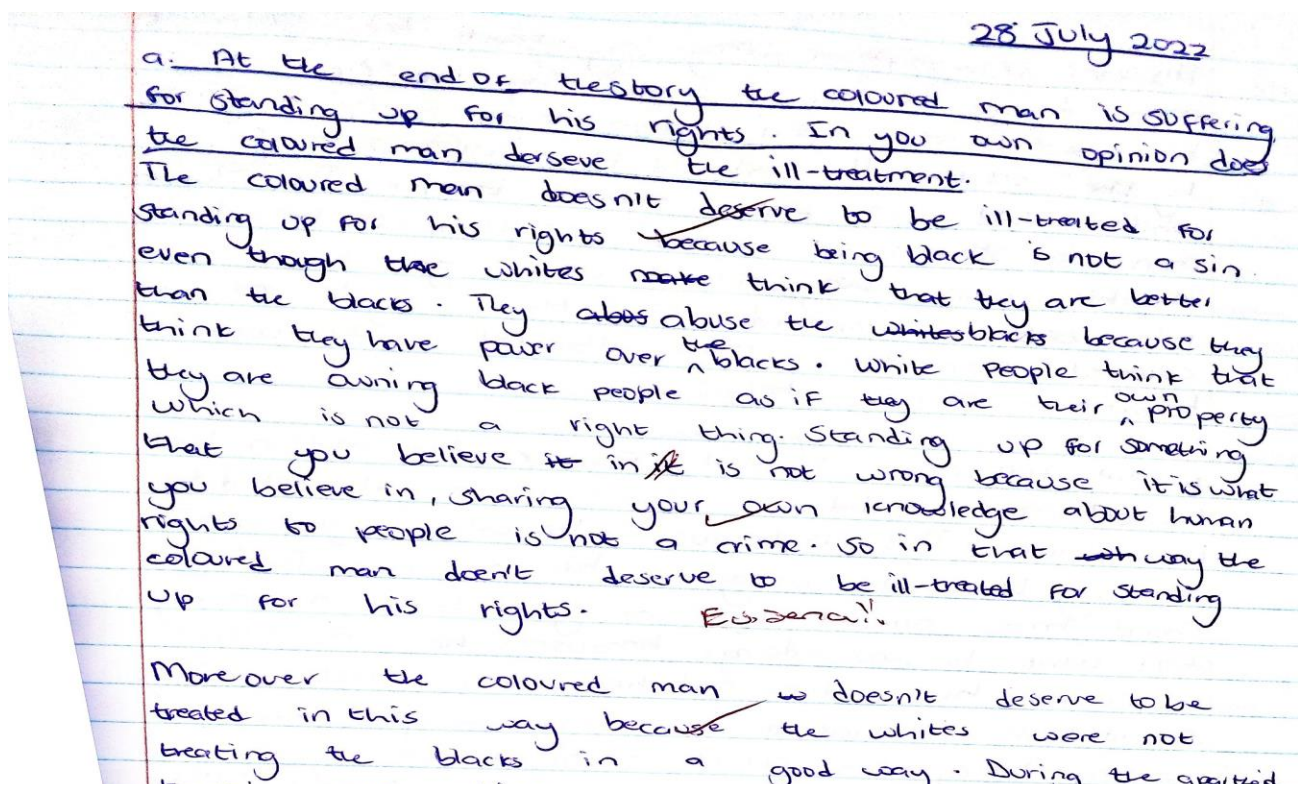 28 July 2022
a. At the end of the story the coloured man is suffering
for standing up for his rights. In you own opinion does
the coloured man derseve the ill-treatment.
The coloured man doesn't deserve to be ill-treated for
standing up for his rights because being black is not a sin
even though the whites make think that they are better
than the blacks. They abos abuse the whites blacks because they
think they have power over the blacks. White people think that
they are owning black people as if they are their own property
which is not a right thing. Standing up for something
that you believe it in it is not wrong because it is what
you believe in, sharing your own knowledge about human
rights to people is not a crime. So in that way the
coloured man doen't deserve to be ill-treated for standing
up for his rights.
Moreover the coloured man doesn't deserve to be
treated in this way because the whites were not
treating the blacks in a good way. During the